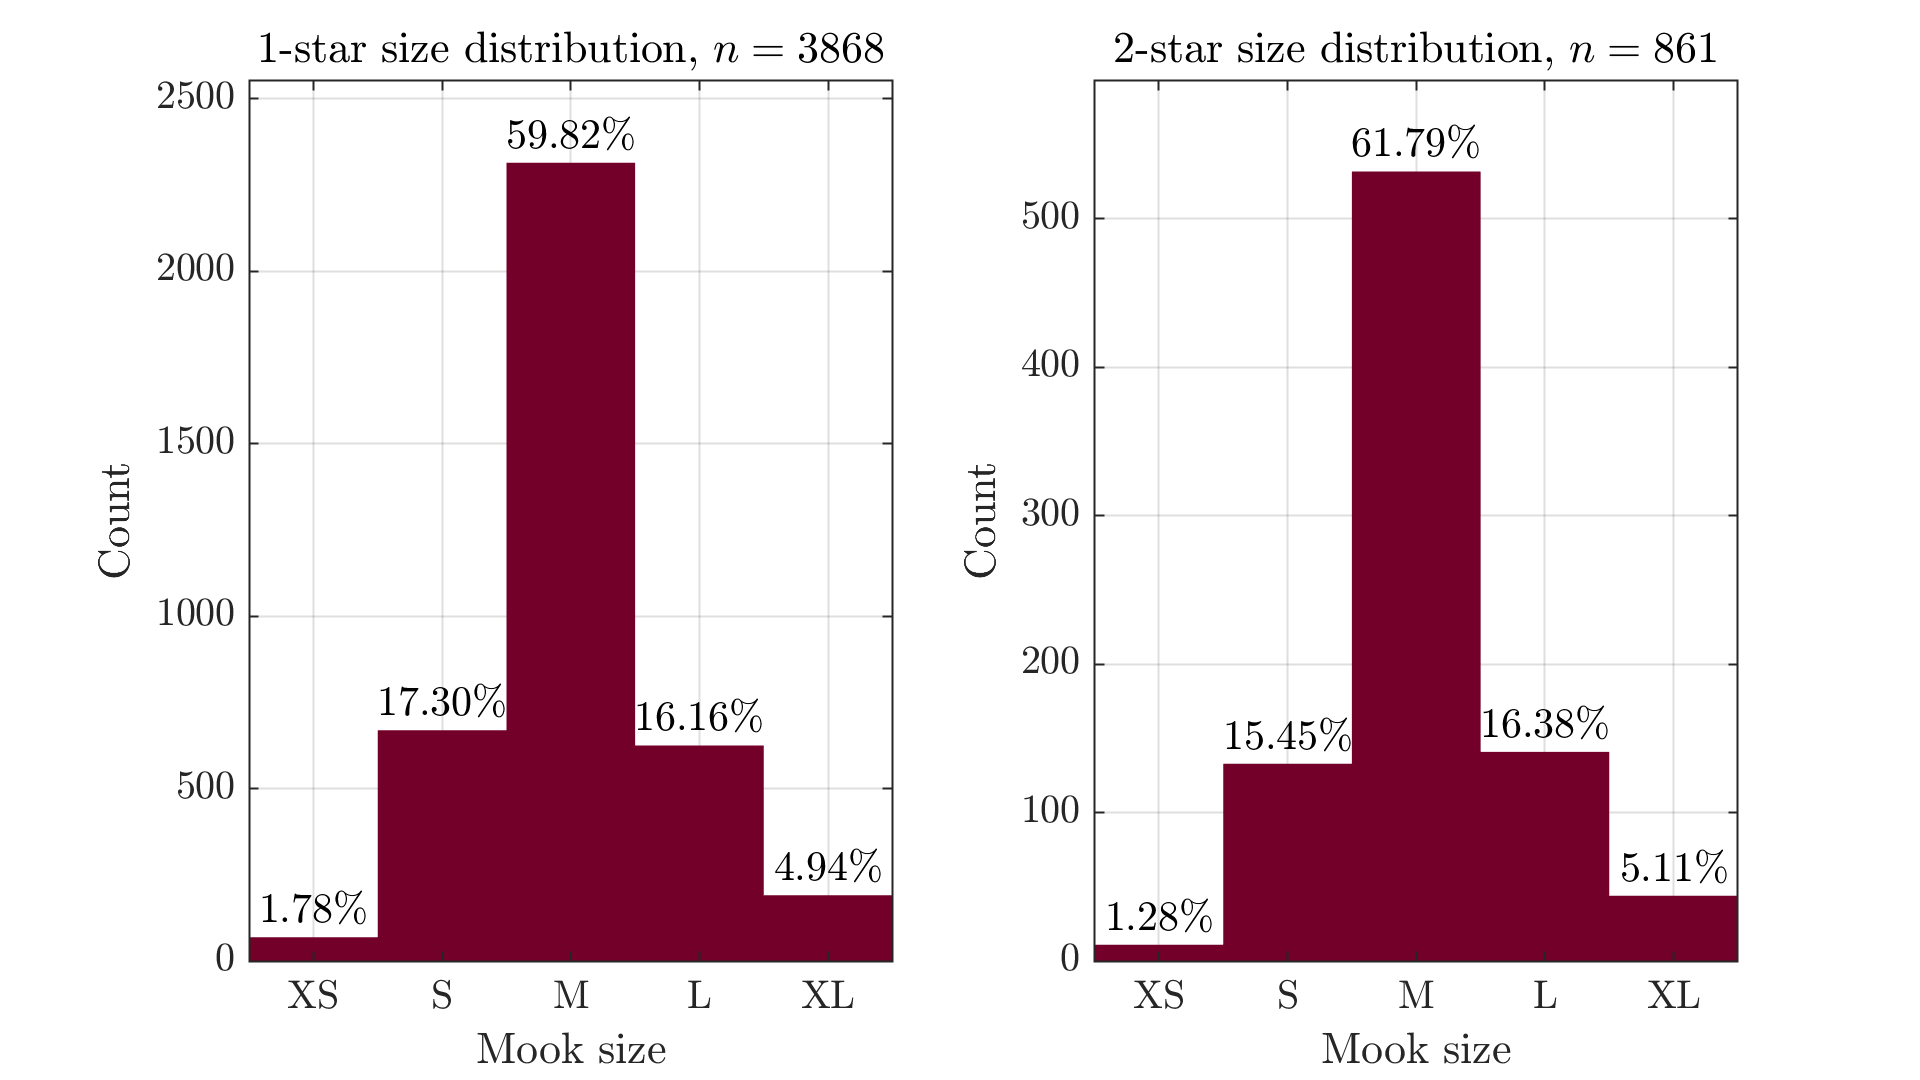 1-star size distribution, n = 3868
2500
2000
1500
1000
500
0
Count
1.78%
17.30%
59.82%
16.16%
4.94%
XS S M L XL
Mook size
2-star size distribution, n = 861
500
400
300
200
100
0
Count
1.28%
15.45%
61.79%
16.38%
5.11%
XS S M L XL
Mook size